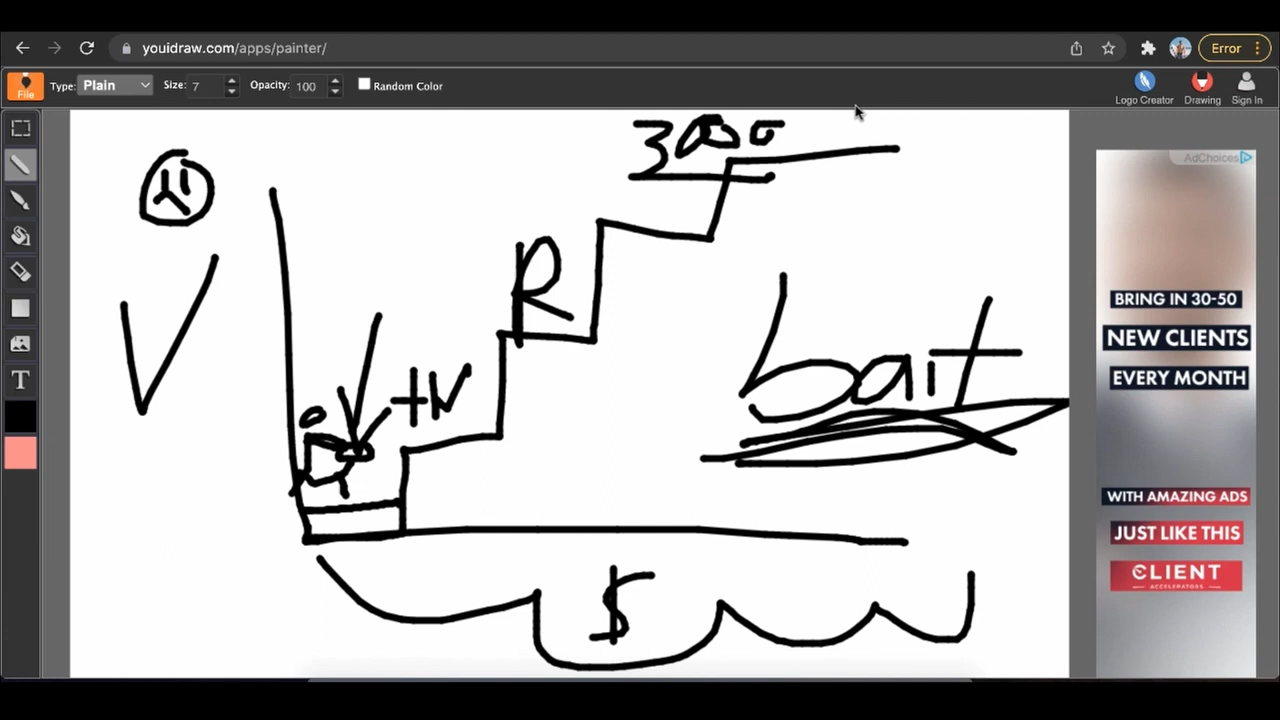 youidraw.com/apps/painter/
Error
File
Type: Plain
Size: 7
Opacity: 100
Random Color
Logo Creator
Drawing
Sign In
AdChoices
R
bait
$
T
BRING IN 30-50
NEW CLIENTS
EVERY MONTH
WITH AMAZING ADS
JUST LIKE THIS
CLIENT
ACCELERATORS